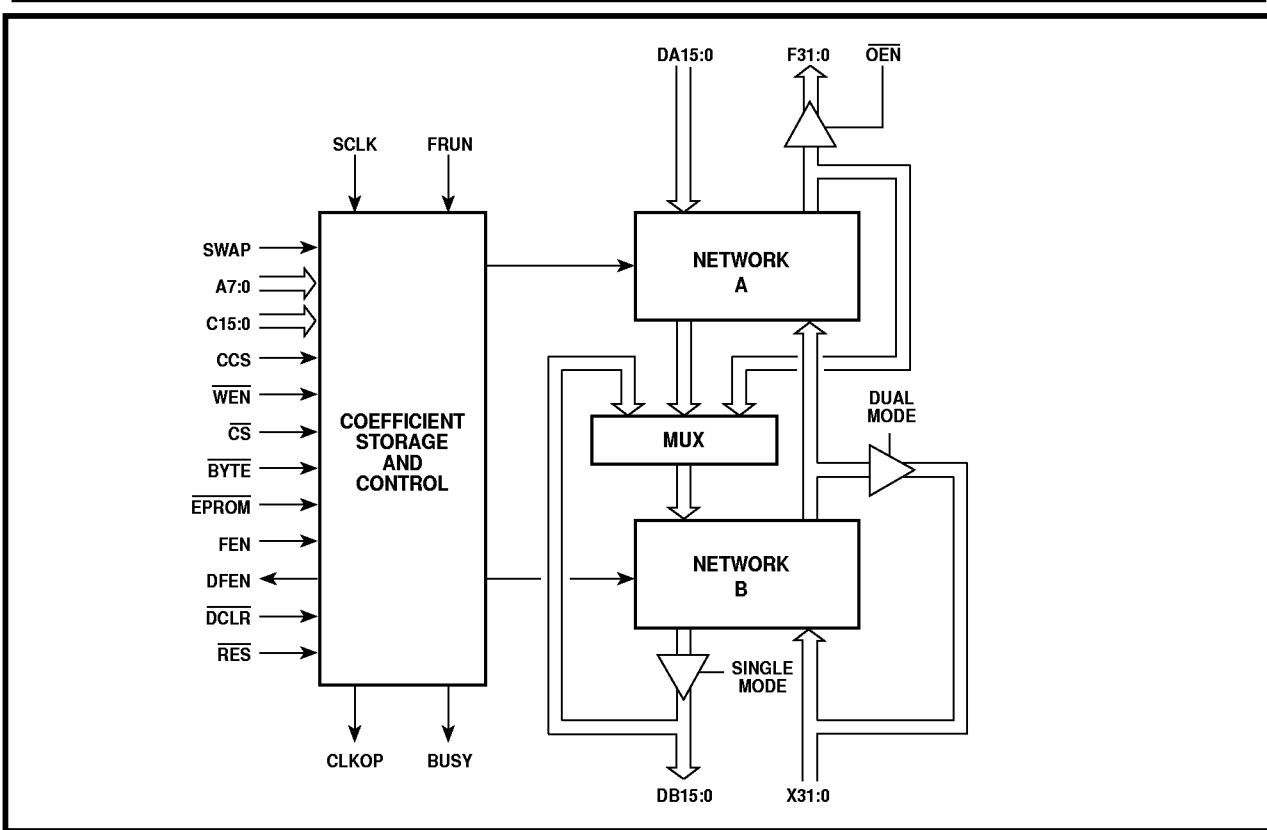 DA15:0
F31:0
OEN
SCLK
FRUN
SWAP
A7:0
C15:0
CCS
WEN
CS
BYTE
EPROM
FEN
DFEN
DCLR
RES
COEFFICIENT
STORAGE
AND
CONTROL
NETWORK
A
MUX
DUAL
MODE
NETWORK
B
SINGLE
MODE
CLKOP
BUSY
DB15:0
X31:0